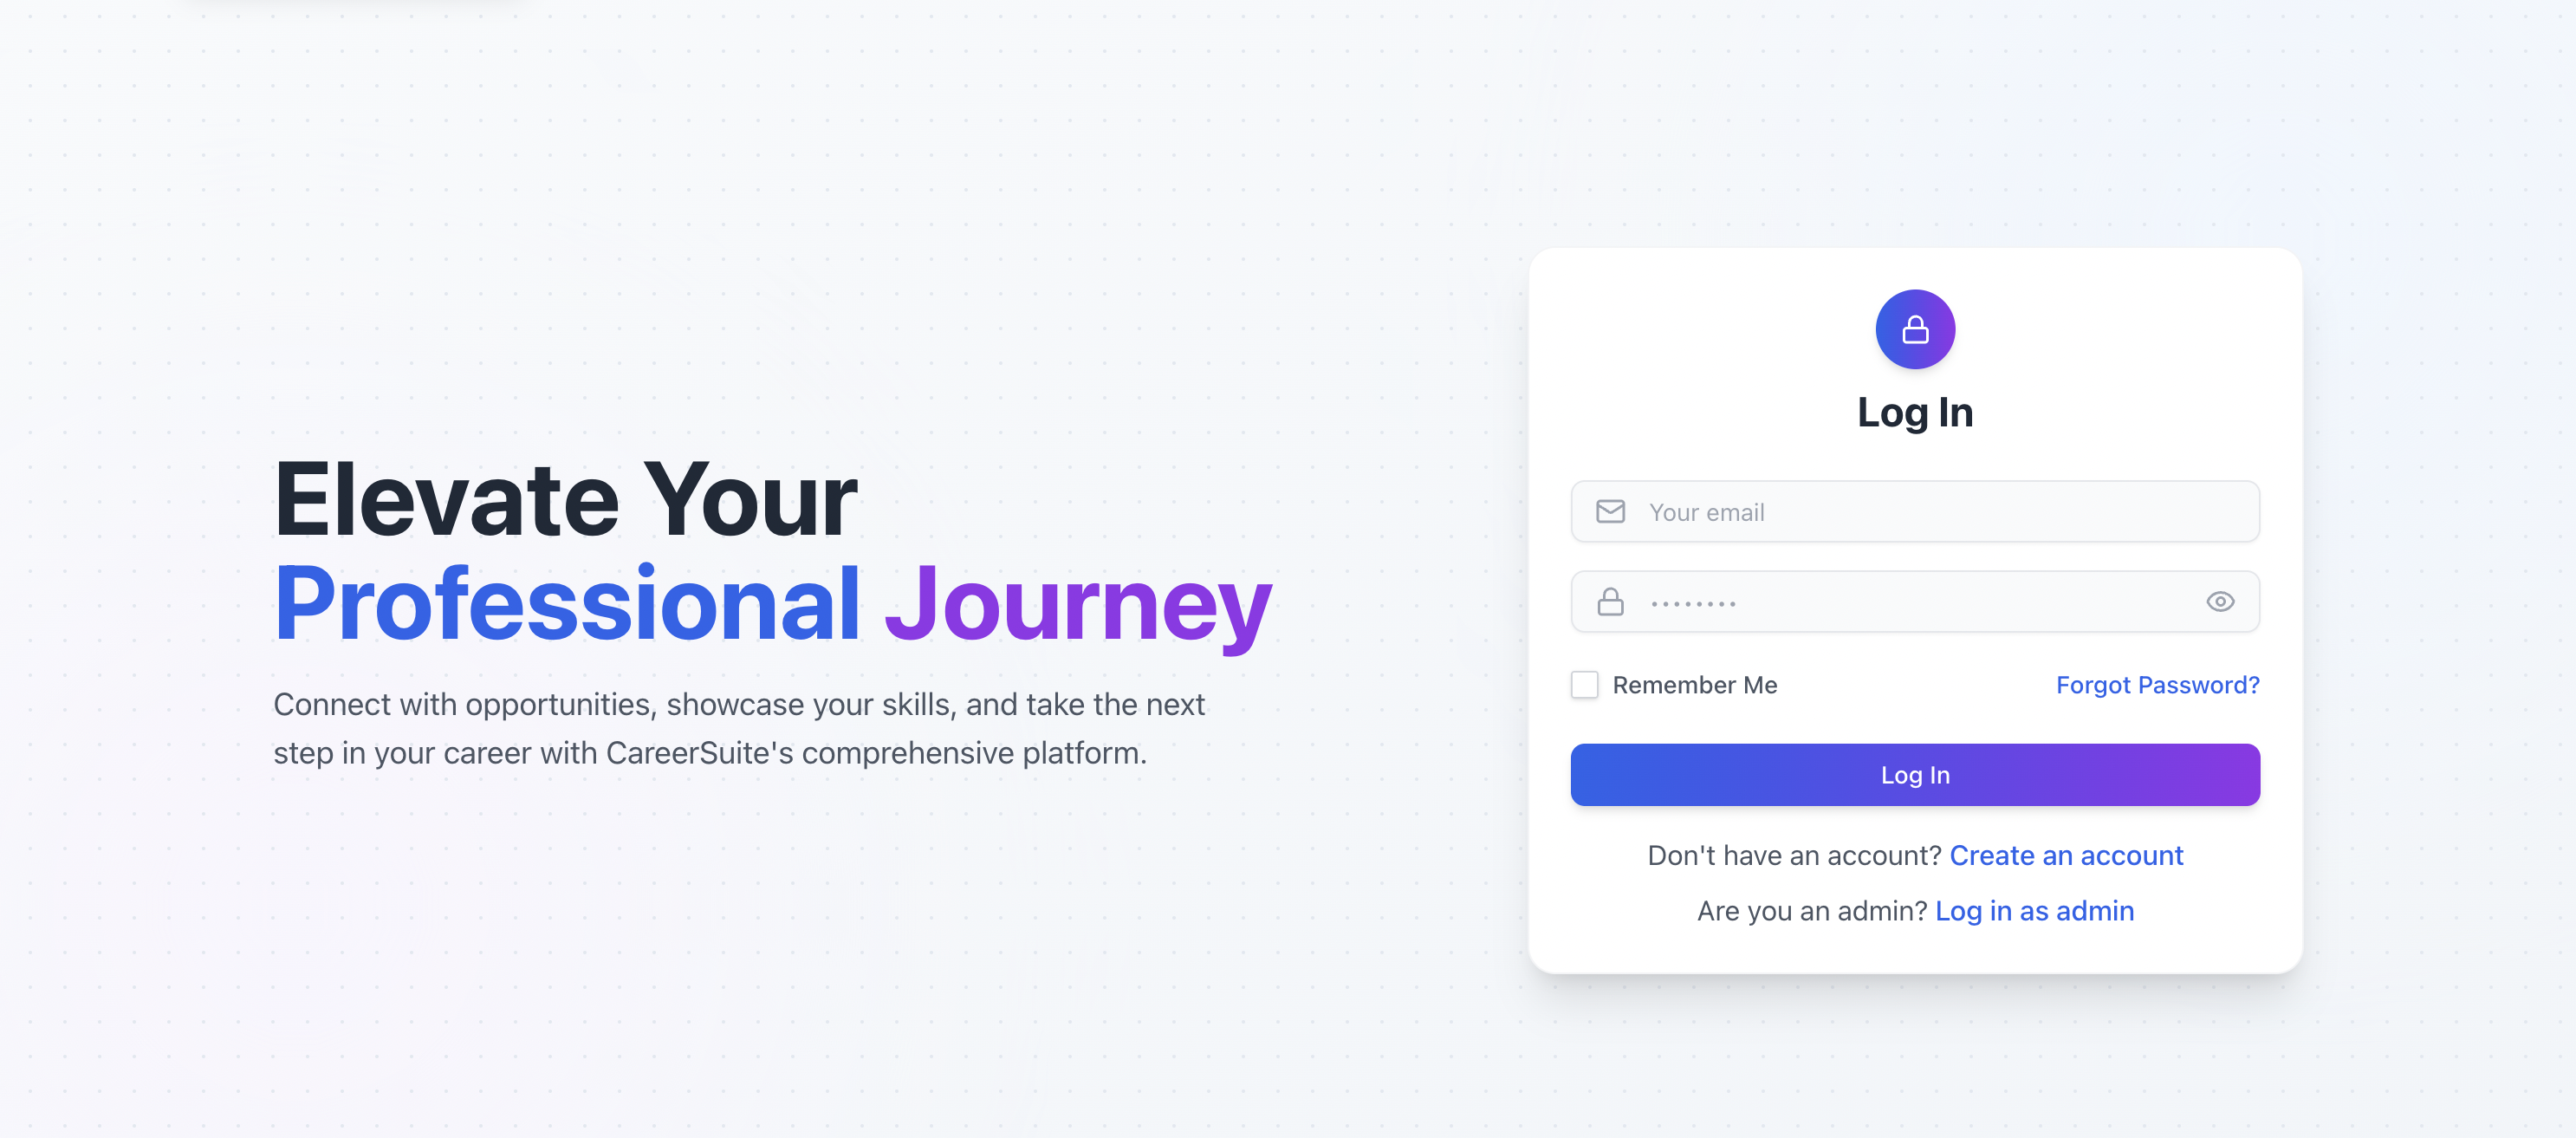 Elevate Your
Professional Journey
Connect with opportunities, showcase your skills, and take the next
step in your career with CareerSuite's comprehensive platform.
Log In
Your email
••••••••
Remember Me
Forgot Password?
Log In
Don't have an account? Create an account
Are you an admin? Log in as admin